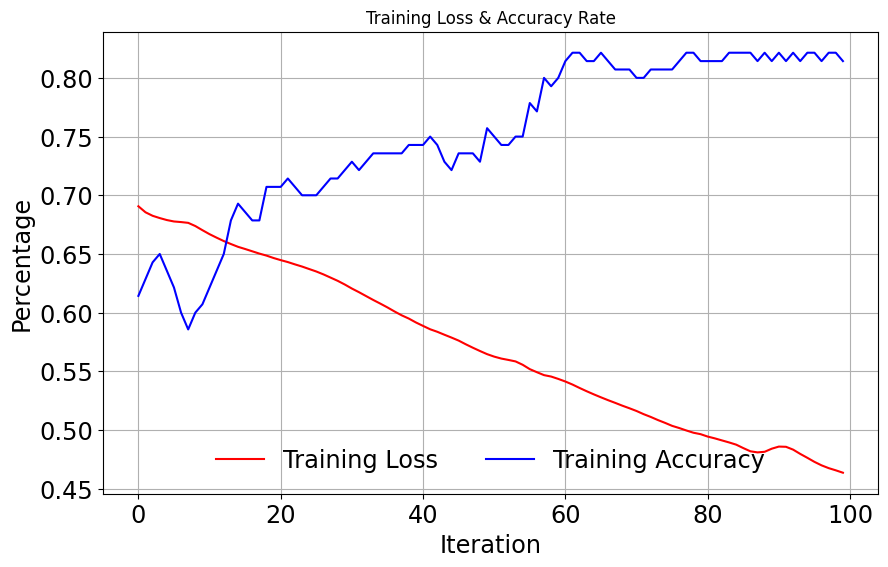 Training Loss & Accuracy Rate
Percentage
0.80
0.75
0.70
0.65
0.60
0.55
0.50
0.45
Training Loss Training Accuracy
0 20 40 60 80 100
Iteration